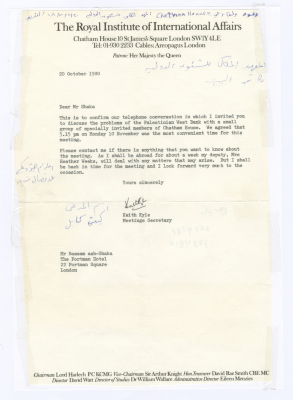 The Royal Institute of International Affairs
Chatham House 10 St James's Square London SW1Y 4LE
Tel: 01-930 2233 Cables: Areopagus London
Patron: Her Majesty the Queen
20 October 1980
Dear Mr Shaka
This is to confirm our telephone conversation in which I invited you
to discuss the problems of the Palestinian West Bank with a small
group of specially invited members of Chatham House. We agreed that
5.15 pm on Monday 10 November was the most convenient time for this
meeting.
Please contact me if there is anything that you want to know about
the meeting. As I shall be abroad for about a week my deputy, Mrs
Heather Weeks, will deal with any matters that may arise. But I shall
be back in time for the meeting and I look forward very much to the
occasion.
Yours sincerely
Keith
Keith Kyle
Meetings Secretary
Mr Bassam ash-Shaka
The Portman Hotel
22 Portman Square
London
Chairman Lord Harlech PC KCMG Vice-Chairman Sir Arthur Knight Hon Treasurer David Rae Smith CBE MC
Director David Watt Director of Studies Dr William Wallace Administration Director Eileen Menzies